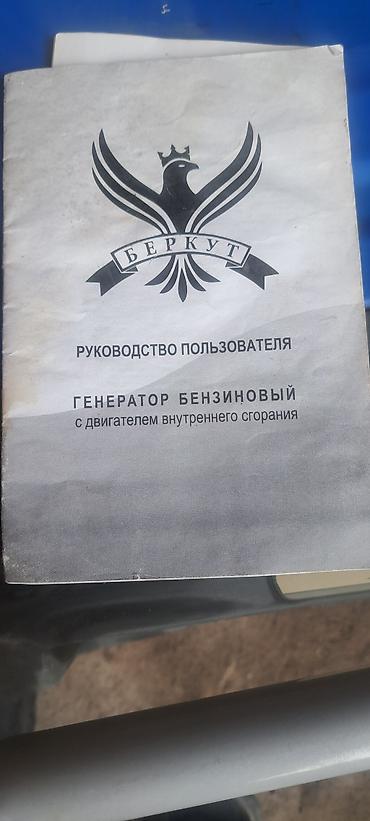 БЕРКУТ
РУКОВОДСТВО ПОЛЬЗОВАТЕЛЯ
ГЕНЕРАТОР БЕНЗИНОВЫЙ
с двигателем внутреннего сгорания